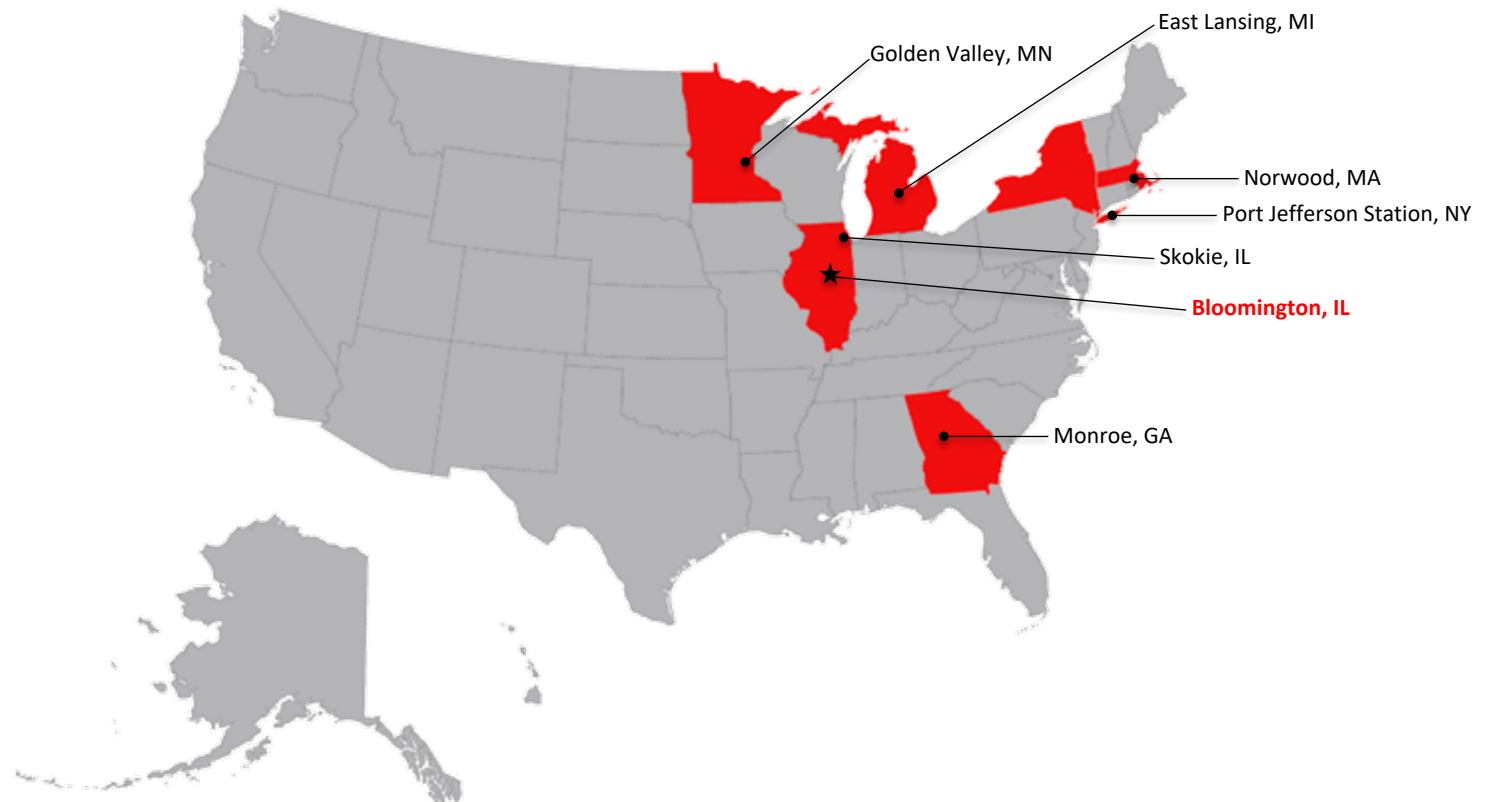 East Lansing, MI
Golden Valley, MN
Norwood, MA
Port Jefferson Station, NY
Skokie, IL
Bloomington, IL
Monroe, GA